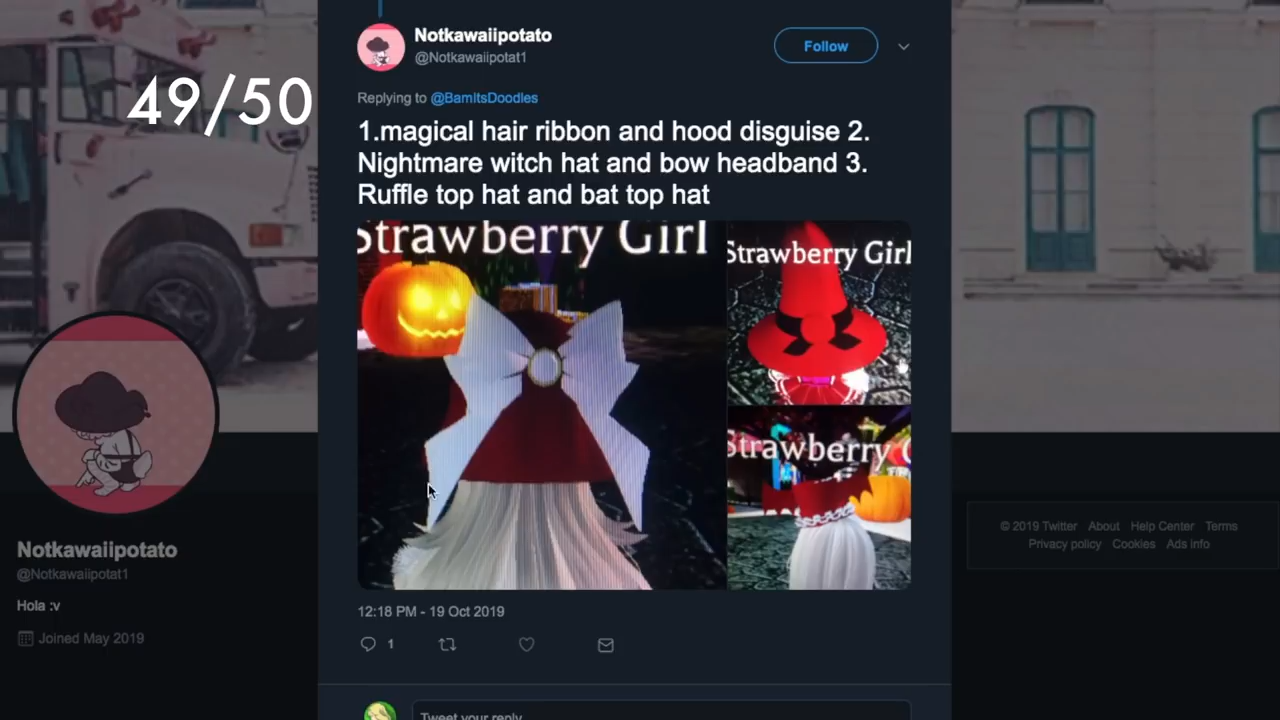 49/50
Notkawaiipotato
@Notkawaiipotat1
Follow
Replying to @BamItsDoodles
1.magical hair ribbon and hood disguise 2.
Nightmare witch hat and bow headband 3.
Ruffle top hat and bat top hat
Strawberry Girl
Strawberry Girl
Strawberry G
12:18 PM - 19 Oct 2019
1
Tweet your reply
Notkawaiipotato
@Notkawaiipotat1
Hola :v
Joined May 2019
© 2019 Twitter About Help Center Terms
Privacy policy Cookies Ads info